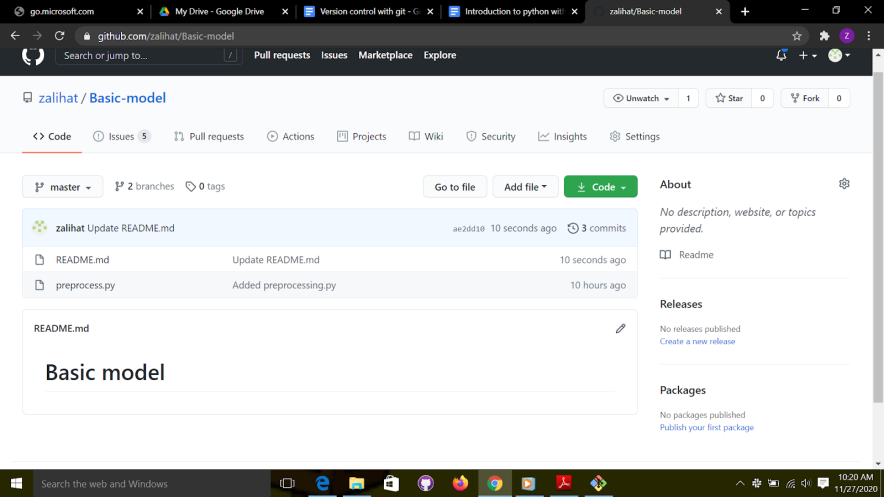 go.microsoft.com
My Drive - Google Drive
Version control with git - G
Introduction to python wit
zalihat/Basic-model
github.com/zalihat/Basic-model
Z
Search or jump to...
/
Pull requests
Issues
Marketplace
Explore
zalihat / Basic-model
Unwatch 1
Star 0
Fork 0
<> Code
Issues 5
Pull requests
Actions
Projects
Wiki
Security
Insights
Settings
master
2 branches
0 tags
Go to file
Add file
Code
zalihat Update README.md
ae2dd10 10 seconds ago
3 commits
README.md Update README.md 10 seconds ago
preprocess.py Added preprocessing.py 10 hours ago
README.md
Basic model
About
No description, website, or topics
provided.
Readme
Releases
No releases published
Create a new release
Packages
No packages published
Publish your first package
Search the web and Windows
10:20 AM
11/27/2020